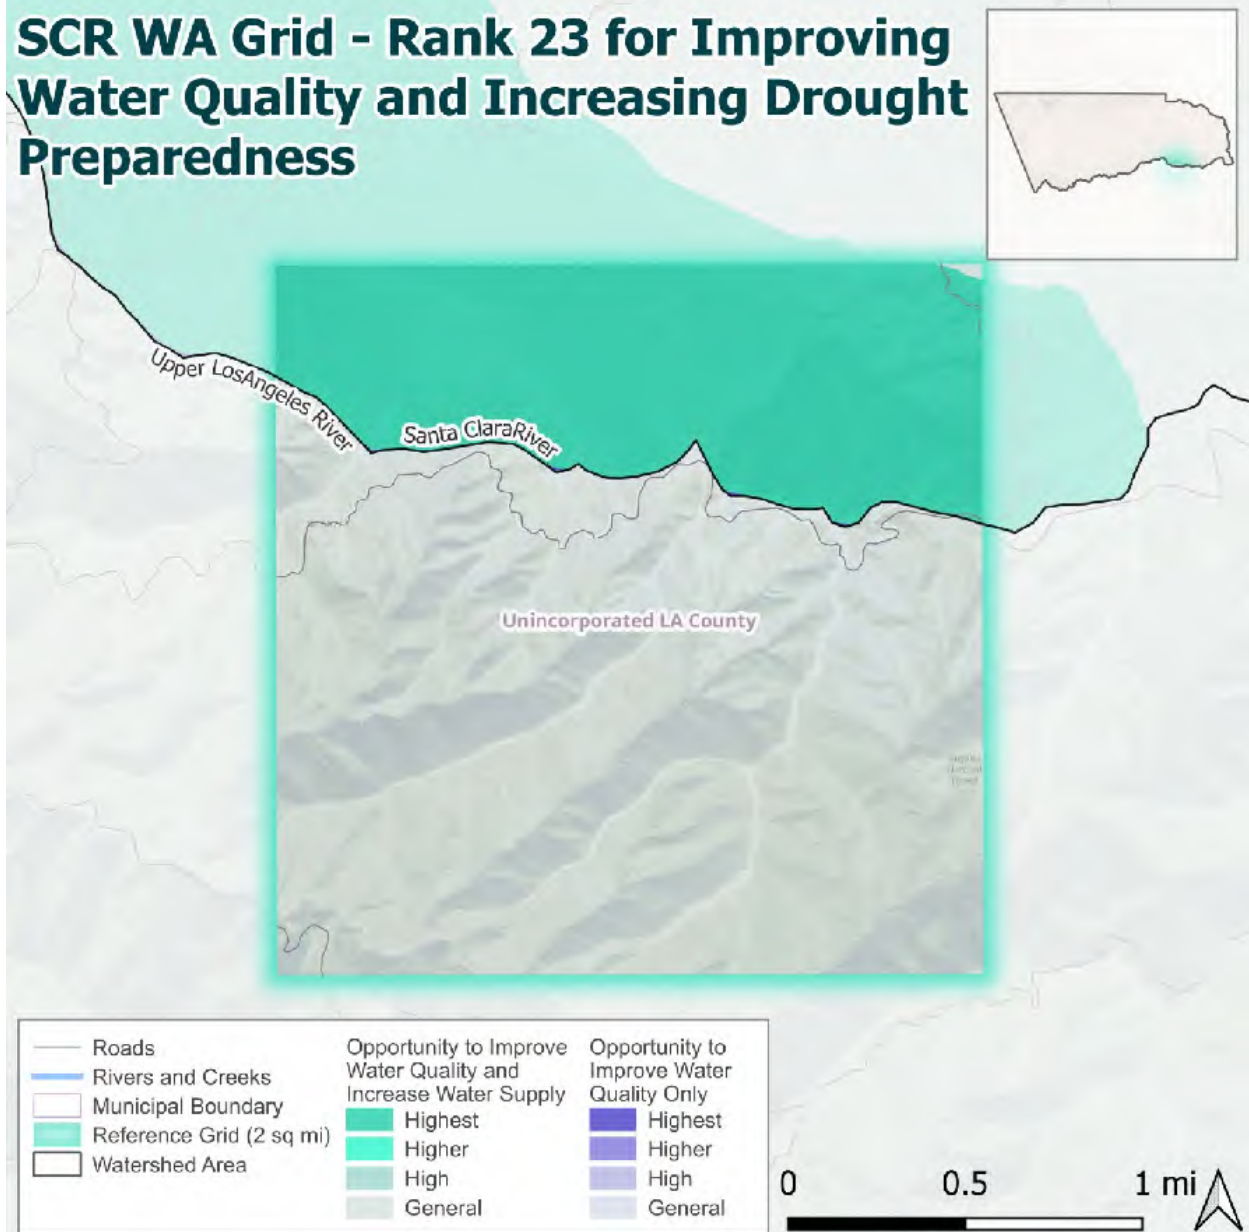 SCR WA Grid - Rank 23 for Improving
Water Quality and Increasing Drought
Preparedness
Upper LosAngeles River
Santa ClaraRiver
Unincorporated LA County
Roads
Rivers and Creeks
Municipal Boundary
Reference Grid (2 sq mi)
Watershed Area
Opportunity to Improve
Water Quality and
Increase Water Supply
Highest
Higher
High
General
Opportunity to
Improve Water
Quality Only
Highest
Higher
High
General
0 0.5 1 mi